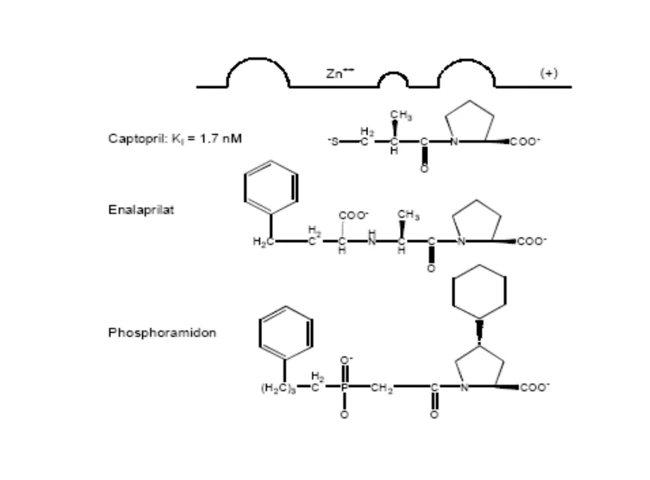 Zn⁺⁺ (+)
CH₃
Captopril: Kᵢ = 1.7 nM
⁻S H₂ C C H C O N COO⁻
Enalaprilat
COO⁻ CH₃
H₂C H₂ C C H H N C H C O N COO⁻
Phosphoramidon
O⁻
(H₂C)₃ H₂ C P CH₂ C N COO⁻
O O